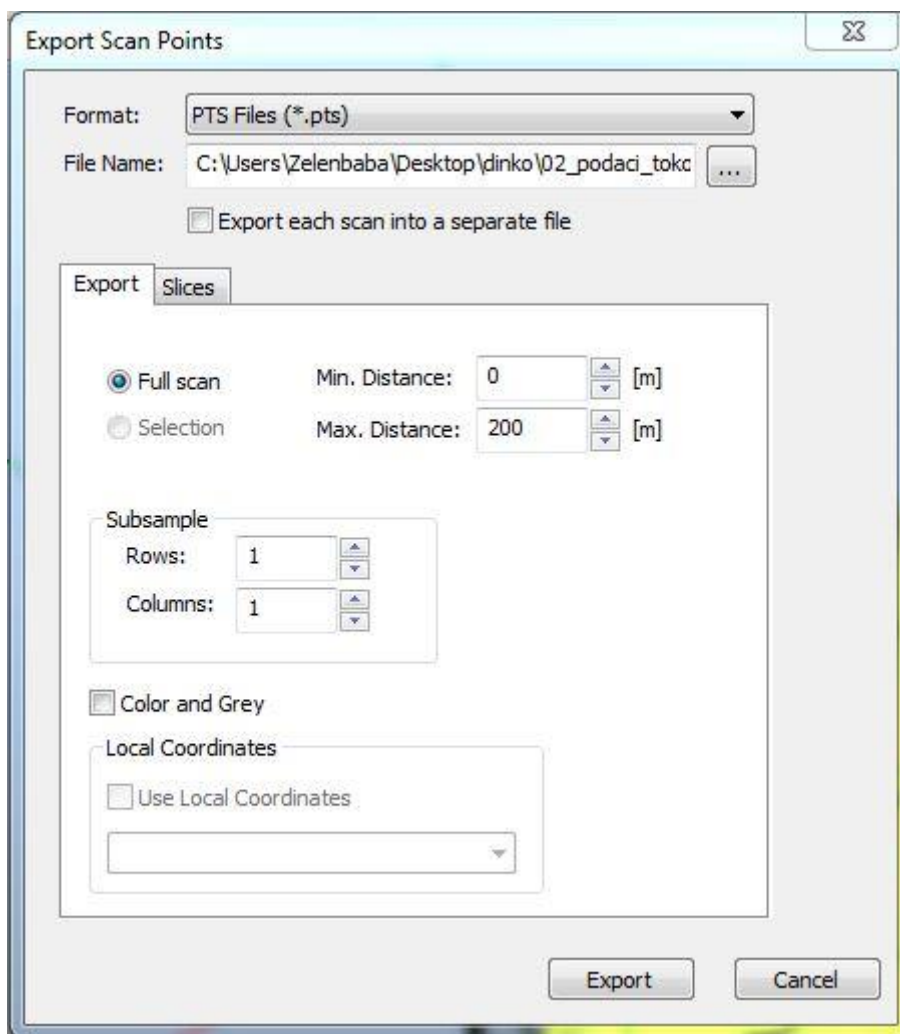 Export Scan Points
Format: PTS Files (*.pts)
File Name: C:\Users\Zelenbaba\Desktop\dinko\02_podaci_tokc ...
Export each scan into a separate file
Export Slices
Full scan Min. Distance: 0 [m]
Selection Max. Distance: 200 [m]
Subsample
Rows: 1
Columns: 1
Color and Grey
Local Coordinates
Use Local Coordinates
Export Cancel